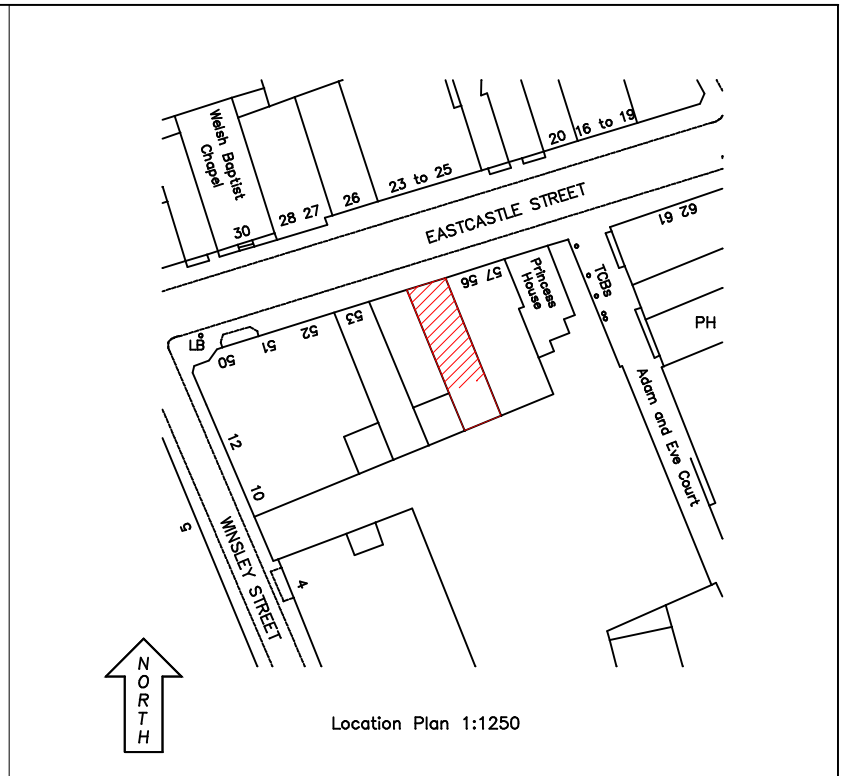 Welsh Baptist
Chapel
30
28 27
26
23 to 25
20
16 to 19
EASTCASTLE STREET
62 61
TCBs
PH
Princess
House
57
56
53
52
51
50
LB
12
10
5
WINSLEY STREET
4
Adam and Eve Court
NORTH
Location Plan 1:1250